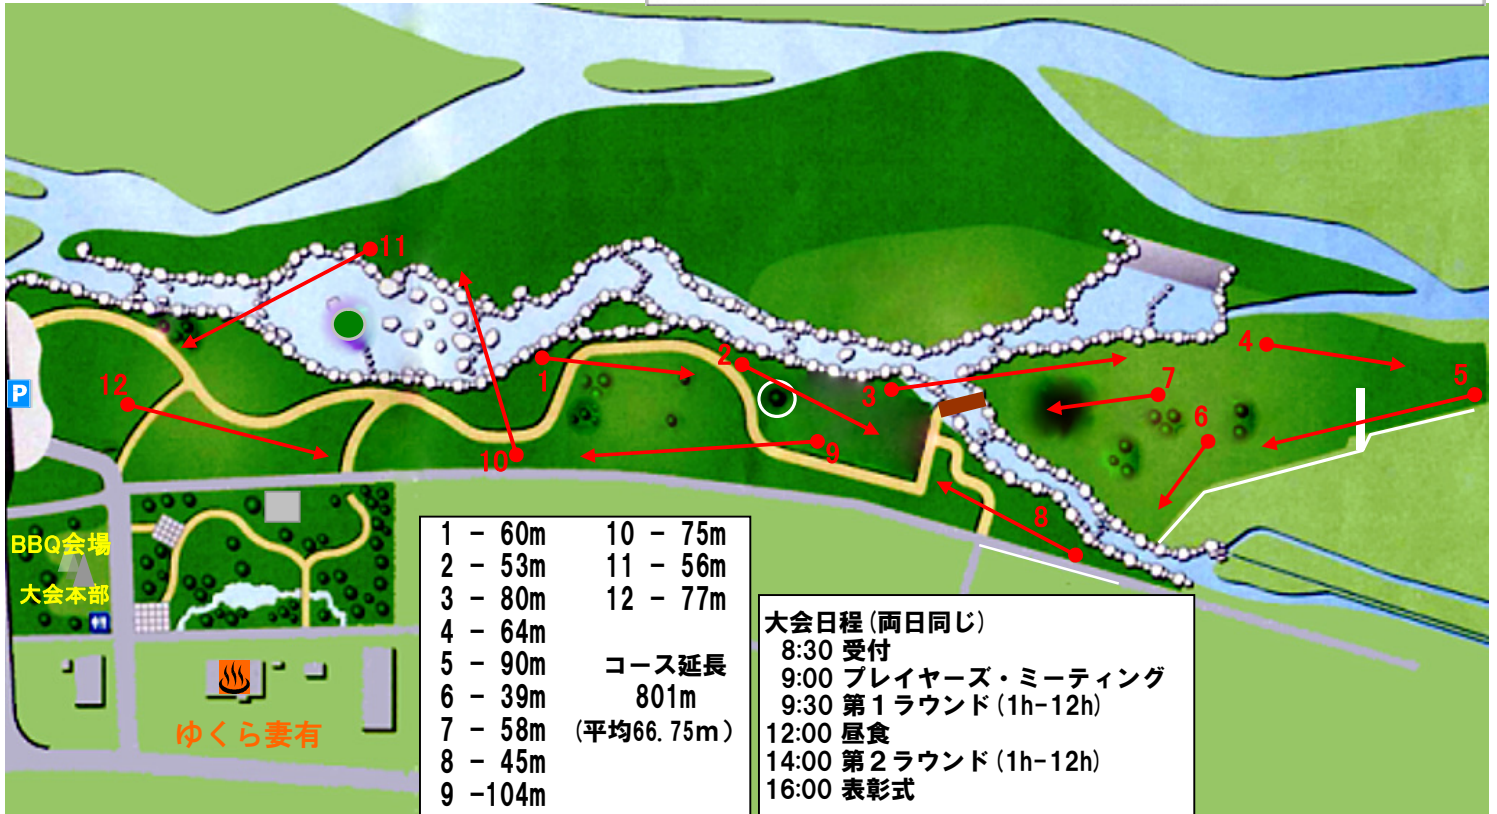 11
4
2
5
1
3
7
12
6
P
9
10
8
BBQ会場
大会本部
ゆくら妻有
1 - 60m
2 - 53m
3 - 80m
4 - 64m
5 - 90m
6 - 39m
7 - 58m
8 - 45m
9 -104m
10 - 75m
11 - 56m
12 - 77m
コース延長
801m
(平均66.75m)
大会日程(両日同じ)
8:30 受付
9:00 プレイヤーズ・ミーティング
9:30 第1ラウンド(1h-12h)
12:00 昼食
14:00 第2ラウンド(1h-12h)
16:00 表彰式